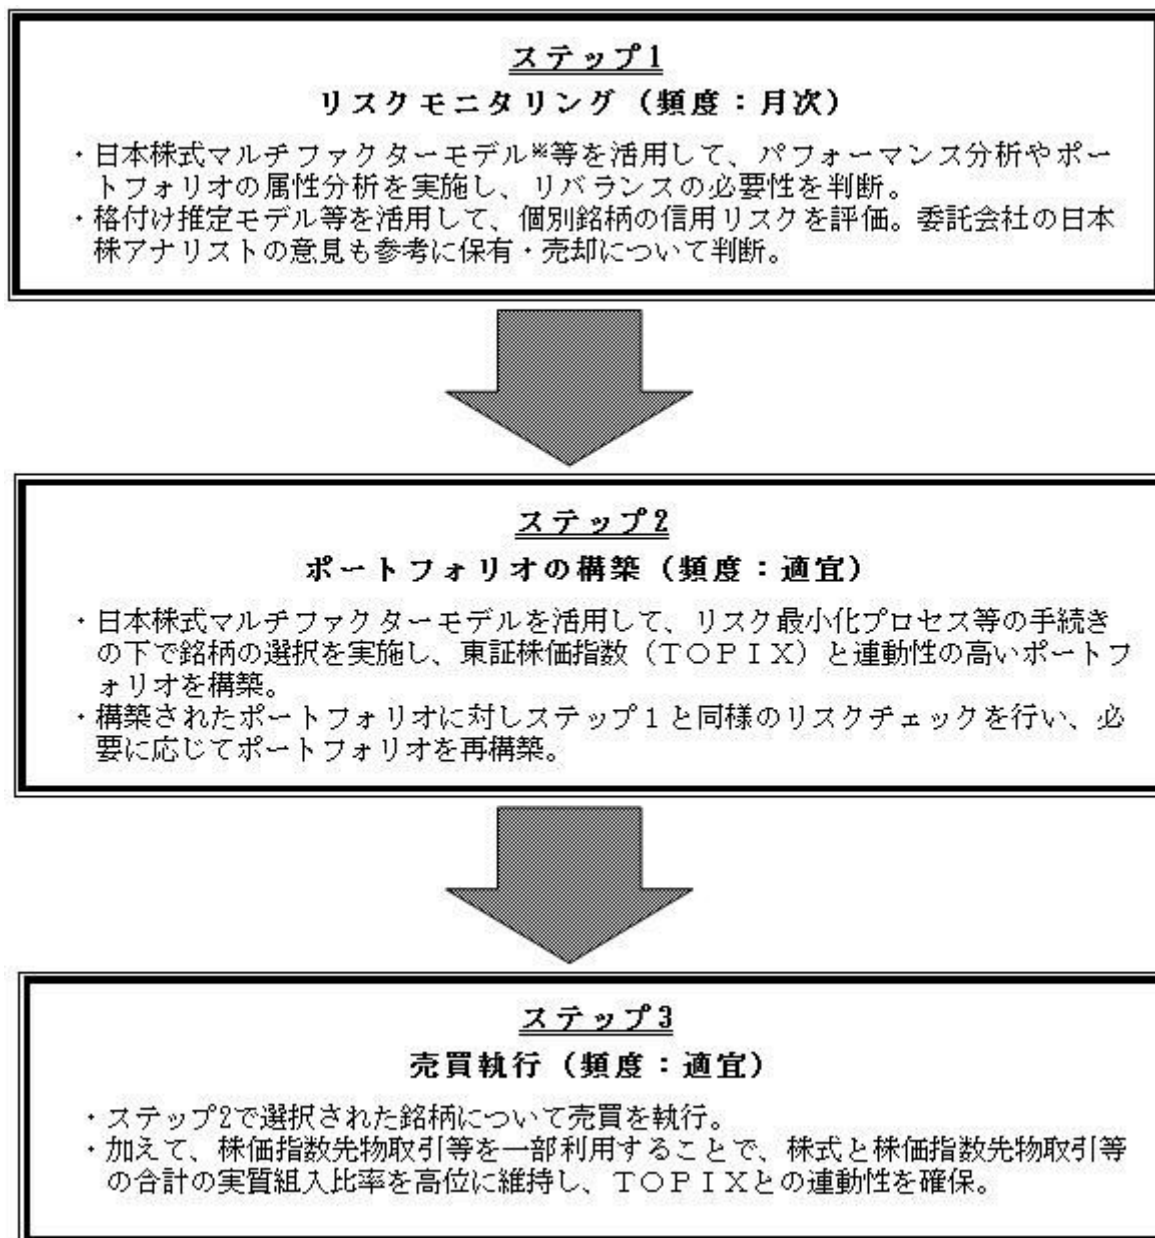 ステップ1
リスクモニタリング（頻度：月次）
・日本株式マルチファクターモデル※等を活用して、パフォーマンス分析やポー
トフォリオの属性分析を実施し、リバランスの必要性を判断。
・格付け推定モデル等を活用して、個別銘柄の信用リスクを評価。委託会社の日本
株アナリストの意見も参考に保有・売却について判断。
ステップ2
ポートフォリオの構築（頻度：適宜）
・日本株式マルチファクターモデルを活用して、リスク最小化プロセス等の手続き
の下で銘柄の選択を実施し、東証株価指数（ＴＯＰＩＸ）と連動性の高いポートフ
ォリオを構築。
・構築されたポートフォリオに対しステップ１と同様のリスクチェックを行い、必
要に応じてポートフォリオを再構築。
ステップ3
売買執行（頻度：適宜）
・ステップ2で選択された銘柄について売買を執行。
・加えて、株価指数先物取引等を一部利用することで、株式と株価指数先物取引等
の合計の実質組入比率を高位に維持し、ＴＯＰＩＸとの連動性を確保。